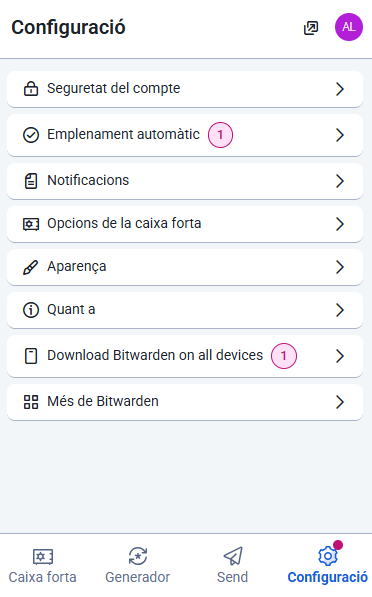 Configuració
AL
Seguretat del compte
Emplenament automàtic 1
Notificacions
Opcions de la caixa forta
Aparença
Quant a
Download Bitwarden on all devices 1
Més de Bitwarden
Caixa forta Generador Send Configuració